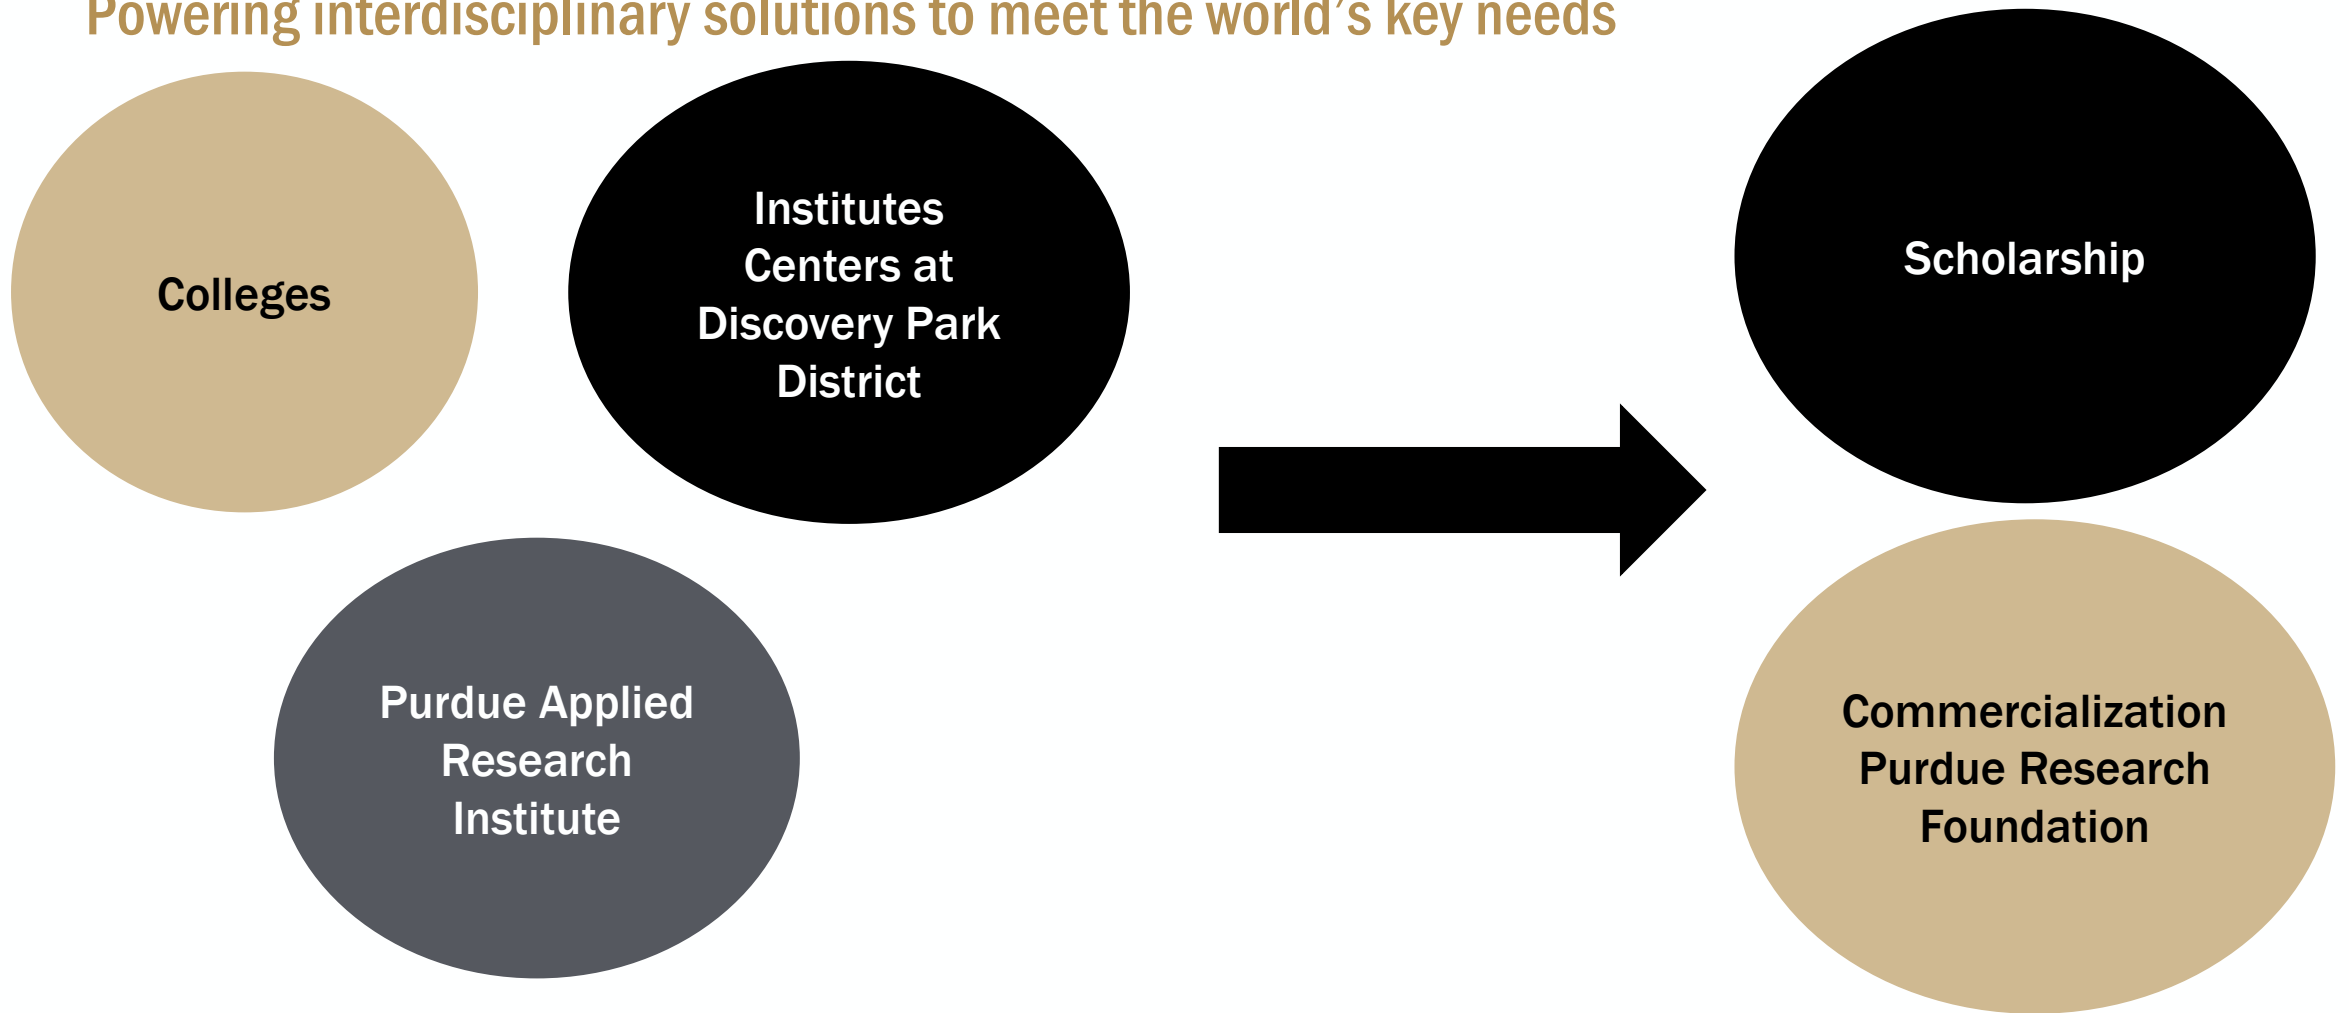 Powering interdisciplinary solutions to meet the world's key needs
Colleges
Institutes
Centers at
Discovery Park
District
Purdue Applied
Research
Institute
Scholarship
Commercialization
Purdue Research
Foundation